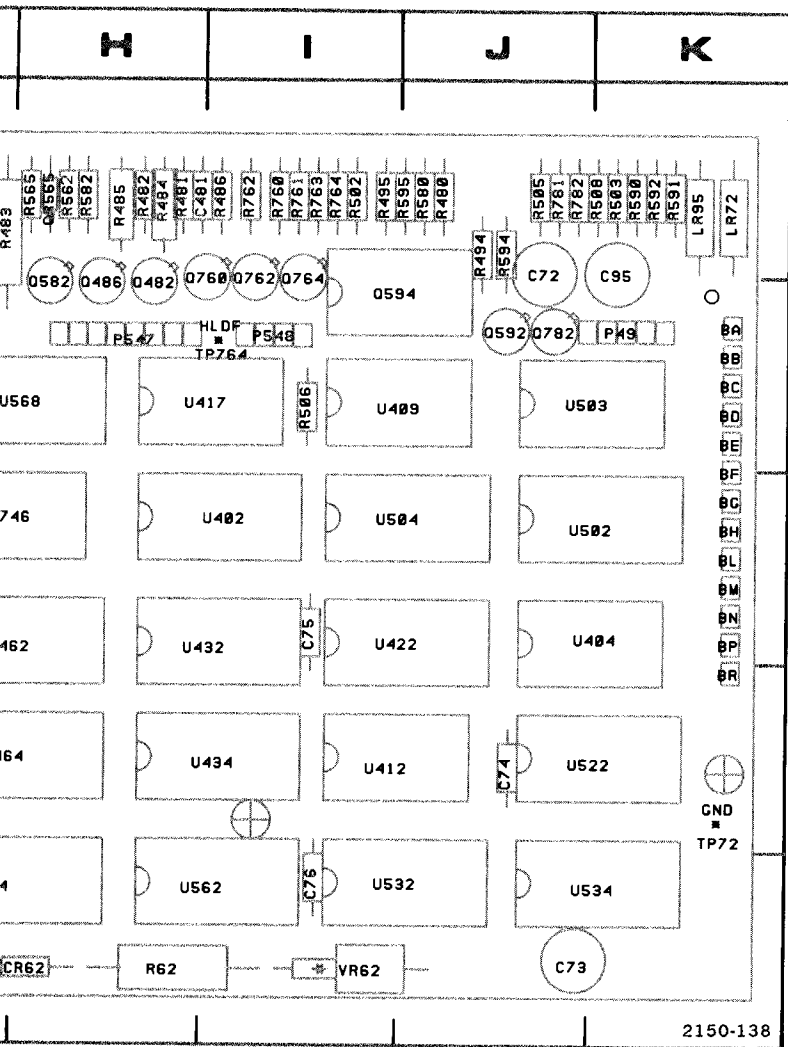 H I J K
R483 R565 CR565 R562 R582 R485 R482 R484 R481 C481 R486 R762 R760 R761 R763 R764 R502 R495 R595 R580 R480 R505 R781 R782 R508 R503 R590 R592 R591 LR95 LR72
R494 R594
Q582 Q486 Q482 Q760 Q762 Q764 Q594 C72 C95
P547 HLDF P548 Q592 Q782 P49 BA
TP764
BB
U568 U417 R506 U409 U503 BC
BD
BE
BF
BG
746 U402 U504 U502 BH
BL
BM
BN
462 U432 C75 U422 U404 BP
BR
64 U434 U412 C74 U522
GND
TP72
4 U562 C76 U532 U534
CR62 R62 VR62 C73
2150-138